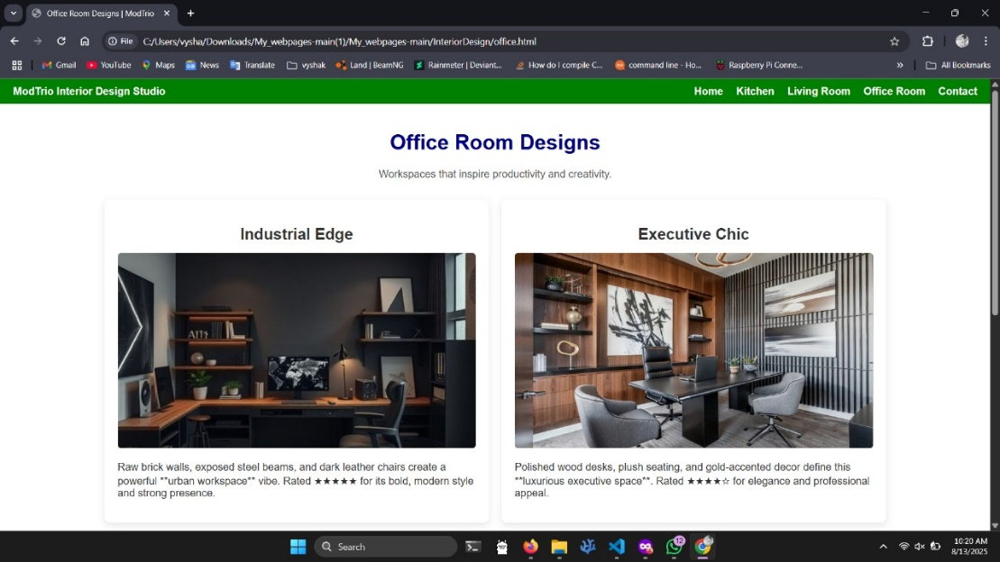 Office Room Designs | ModTrio
File C:/Users/vysha/Downloads/My_webpages-main(1)/My_webpages-main/InteriorDesign/office.html
Gmail YouTube Maps News Translate vyshak Land | BeamNG Rainmeter | Deviant... How do I compile C... command line - Ho... Raspberry Pi Conne... » All Bookmarks
ModTrio Interior Design Studio Home Kitchen Living Room Office Room Contact
Office Room Designs
Workspaces that inspire productivity and creativity.
Industrial Edge
Raw brick walls, exposed steel beams, and dark leather chairs create a
powerful **urban workspace** vibe. Rated ★★★★★ for its bold, modern style
and strong presence.
Executive Chic
Polished wood desks, plush seating, and gold-accented decor define this
**luxurious executive space**. Rated ★★★★☆ for elegance and professional
appeal.
Search 12 10:20 AM
8/13/2025